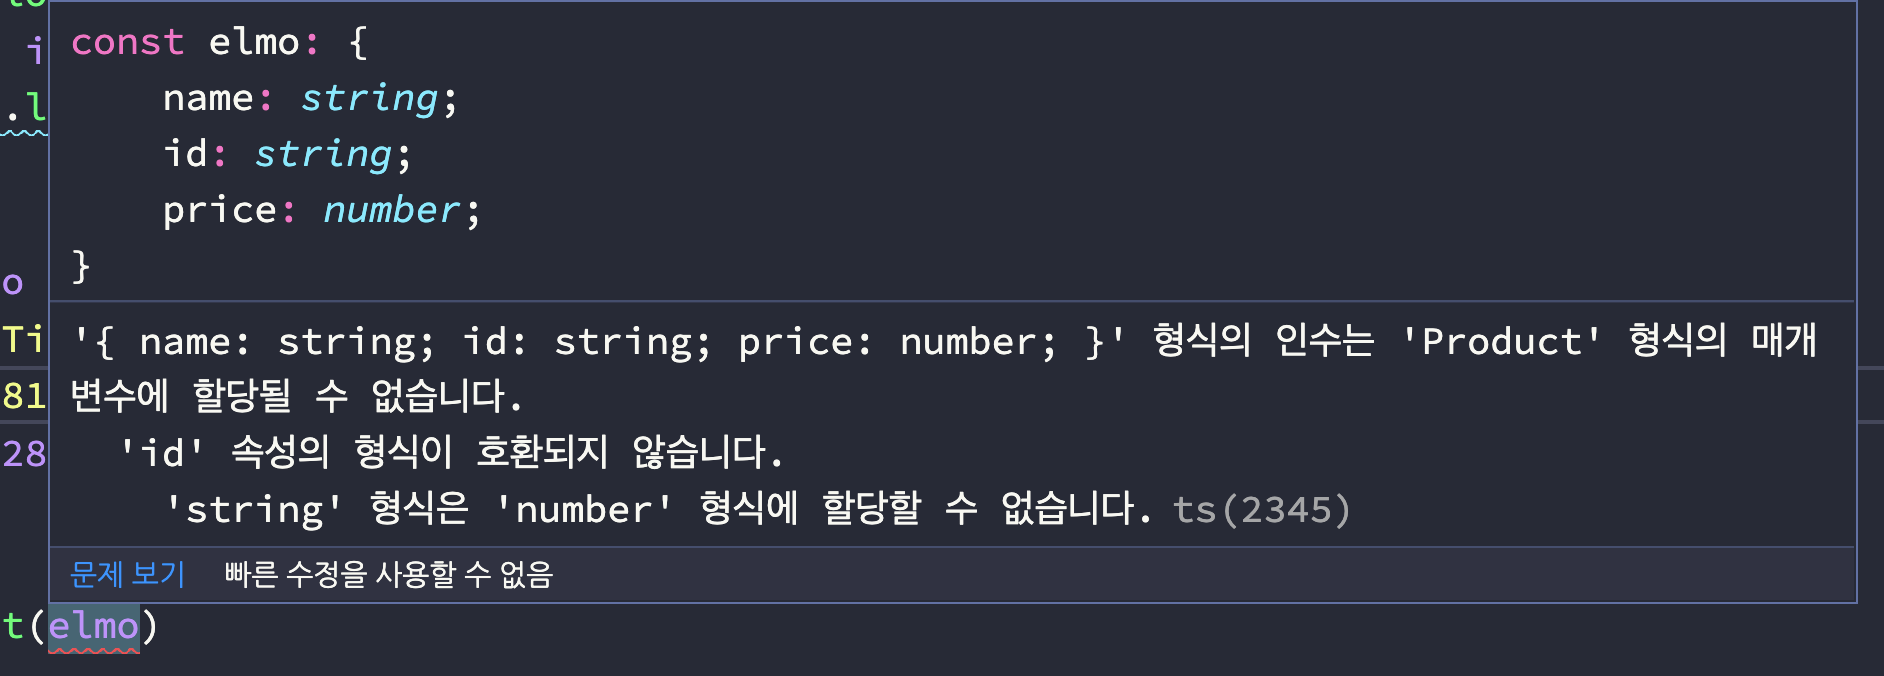 const elmo: {
name: string;
id: string;
price: number;
}
'{ name: string; id: string; price: number; }' 형식의 인수는 'Product' 형식의 매개
변수에 할당될 수 없습니다.
'id' 속성의 형식이 호환되지 않습니다.
'string' 형식은 'number' 형식에 할당할 수 없습니다. ts(2345)
문제 보기 빠른 수정을 사용할 수 없음
i
.l
o
Ti
81
28
t(elmo)